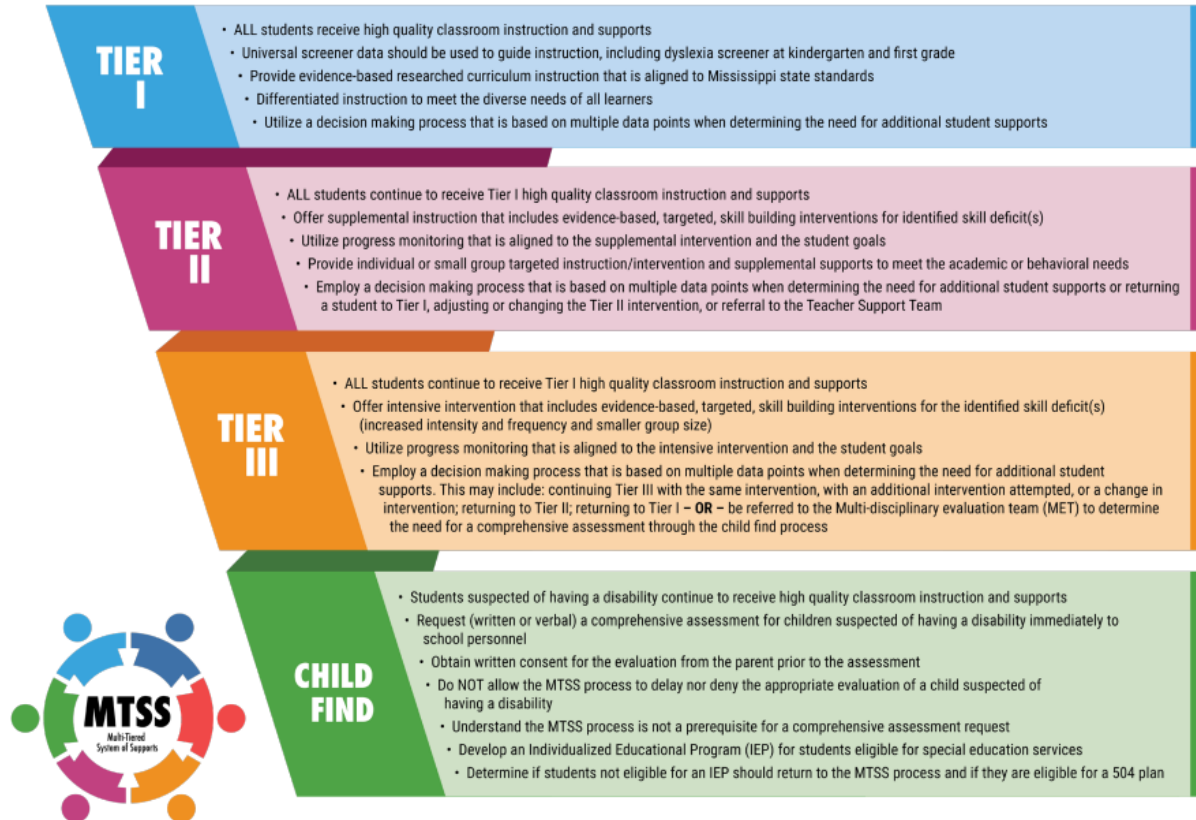 TIER
I
• ALL students receive high quality classroom instruction and supports
• Universal screener data should be used to guide instruction, including dyslexia screener at kindergarten and first grade
• Provide evidence-based researched curriculum instruction that is aligned to Mississippi state standards
• Differentiated instruction to meet the diverse needs of all learners
• Utilize a decision making process that is based on multiple data points when determining the need for additional student supports
TIER
II
• ALL students continue to receive Tier I high quality classroom instruction and supports
• Offer supplemental instruction that includes evidence-based, targeted, skill building interventions for identified skill deficit(s)
• Utilize progress monitoring that is aligned to the supplemental intervention and the student goals
• Provide individual or small group targeted instruction/intervention and supplemental supports to meet the academic or behavioral needs
• Employ a decision making process that is based on multiple data points when determining the need for additional student supports or returning
a student to Tier I, adjusting or changing the Tier II intervention, or referral to the Teacher Support Team
TIER
III
• ALL students continue to receive Tier I high quality classroom instruction and supports
• Offer intensive intervention that includes evidence-based, targeted, skill building interventions for the identified skill deficit(s)
(increased intensity and frequency and smaller group size)
• Utilize progress monitoring that is aligned to the intensive intervention and the student goals
• Employ a decision making process that is based on multiple data points when determining the need for additional student
supports. This may include: continuing Tier III with the same intervention, with an additional intervention attempted, or a change in
intervention; returning to Tier II; returning to Tier I – OR – be referred to the Multi-disciplinary evaluation team (MET) to determine
the need for a comprehensive assessment through the child find process
CHILD
FIND
• Students suspected of having a disability continue to receive high quality classroom instruction and supports
• Request (written or verbal) a comprehensive assessment for children suspected of having a disability immediately to
school personnel
• Obtain written consent for the evaluation from the parent prior to the assessment
• Do NOT allow the MTSS process to delay nor deny the appropriate evaluation of a child suspected of
having a disability
• Understand the MTSS process is not a prerequisite for a comprehensive assessment request
• Develop an Individualized Educational Program (IEP) for students eligible for special education services
• Determine if students not eligible for an IEP should return to the MTSS process and if they are eligible for a 504 plan
MTSS
Multi-Tiered
System of Supports